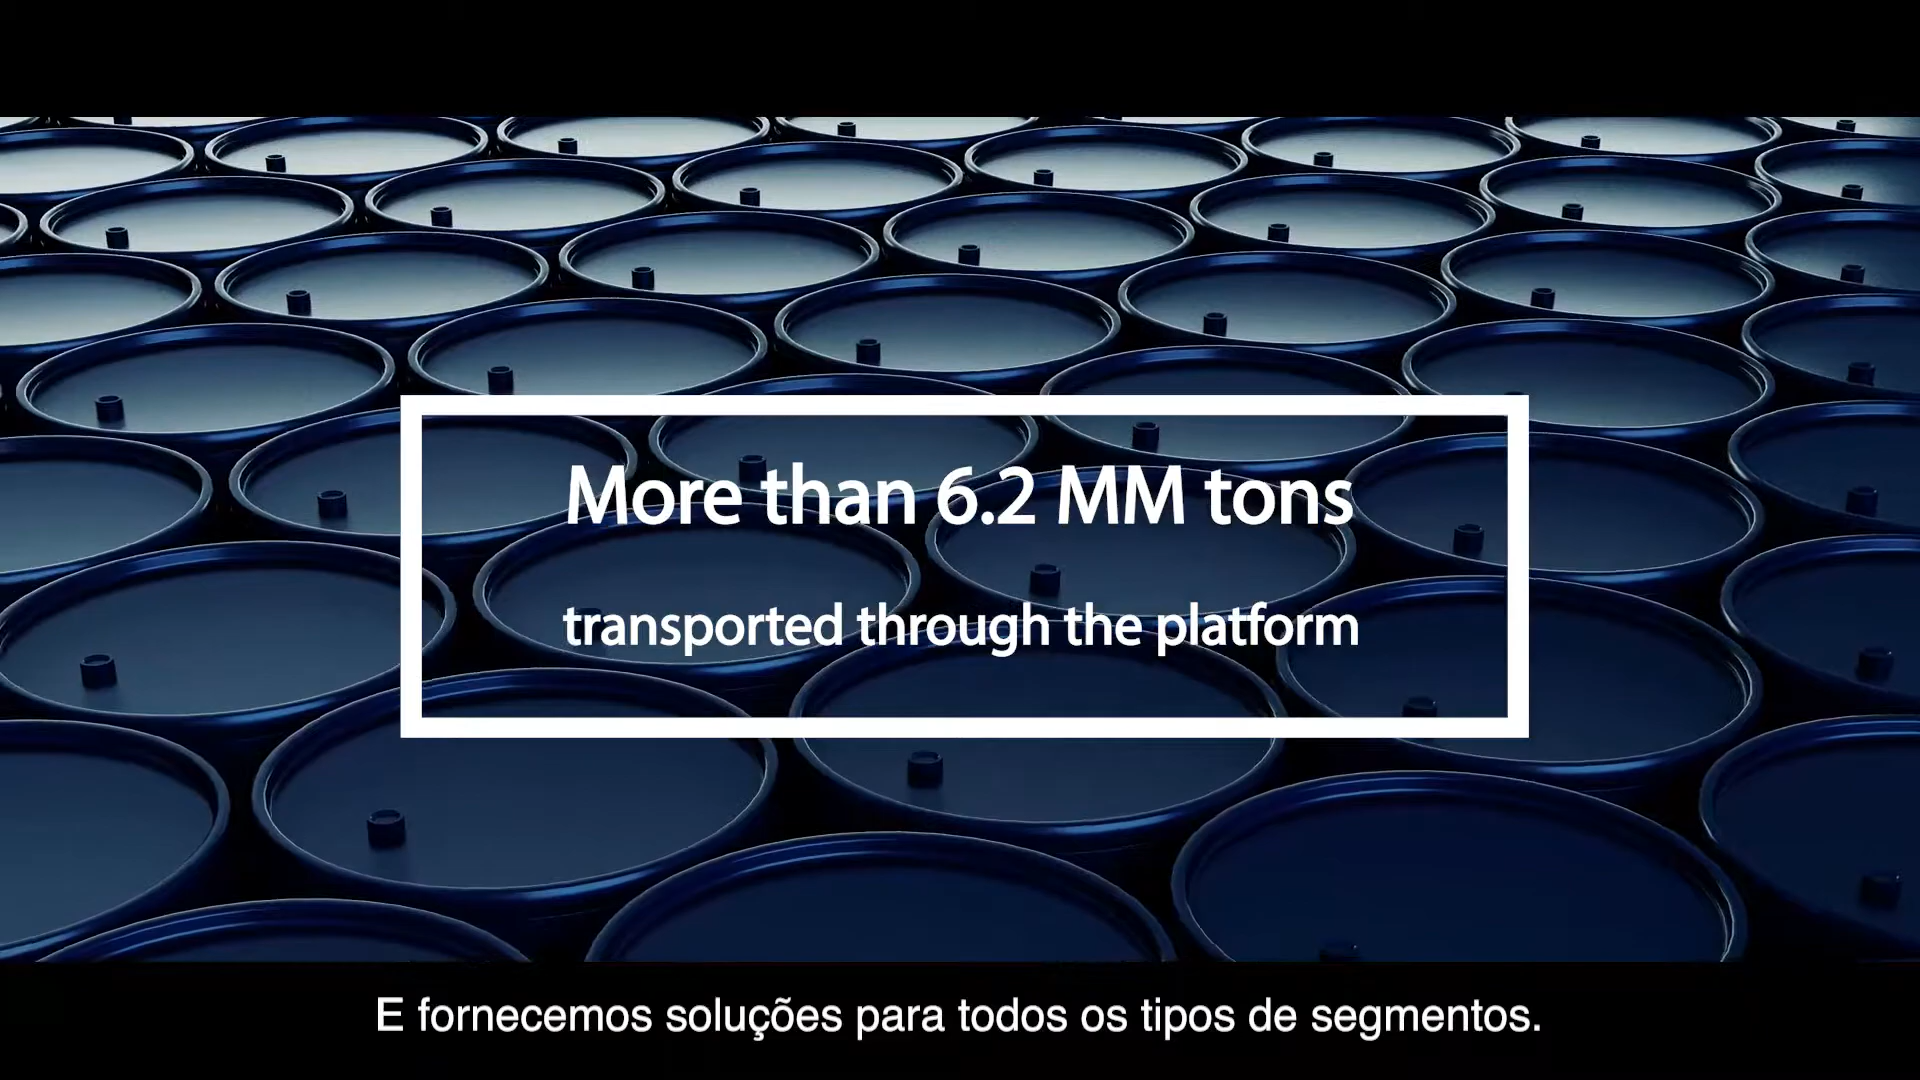 More than 6.2 MM tons
transported through the platform
E fornecemos soluções para todos os tipos de segmentos.